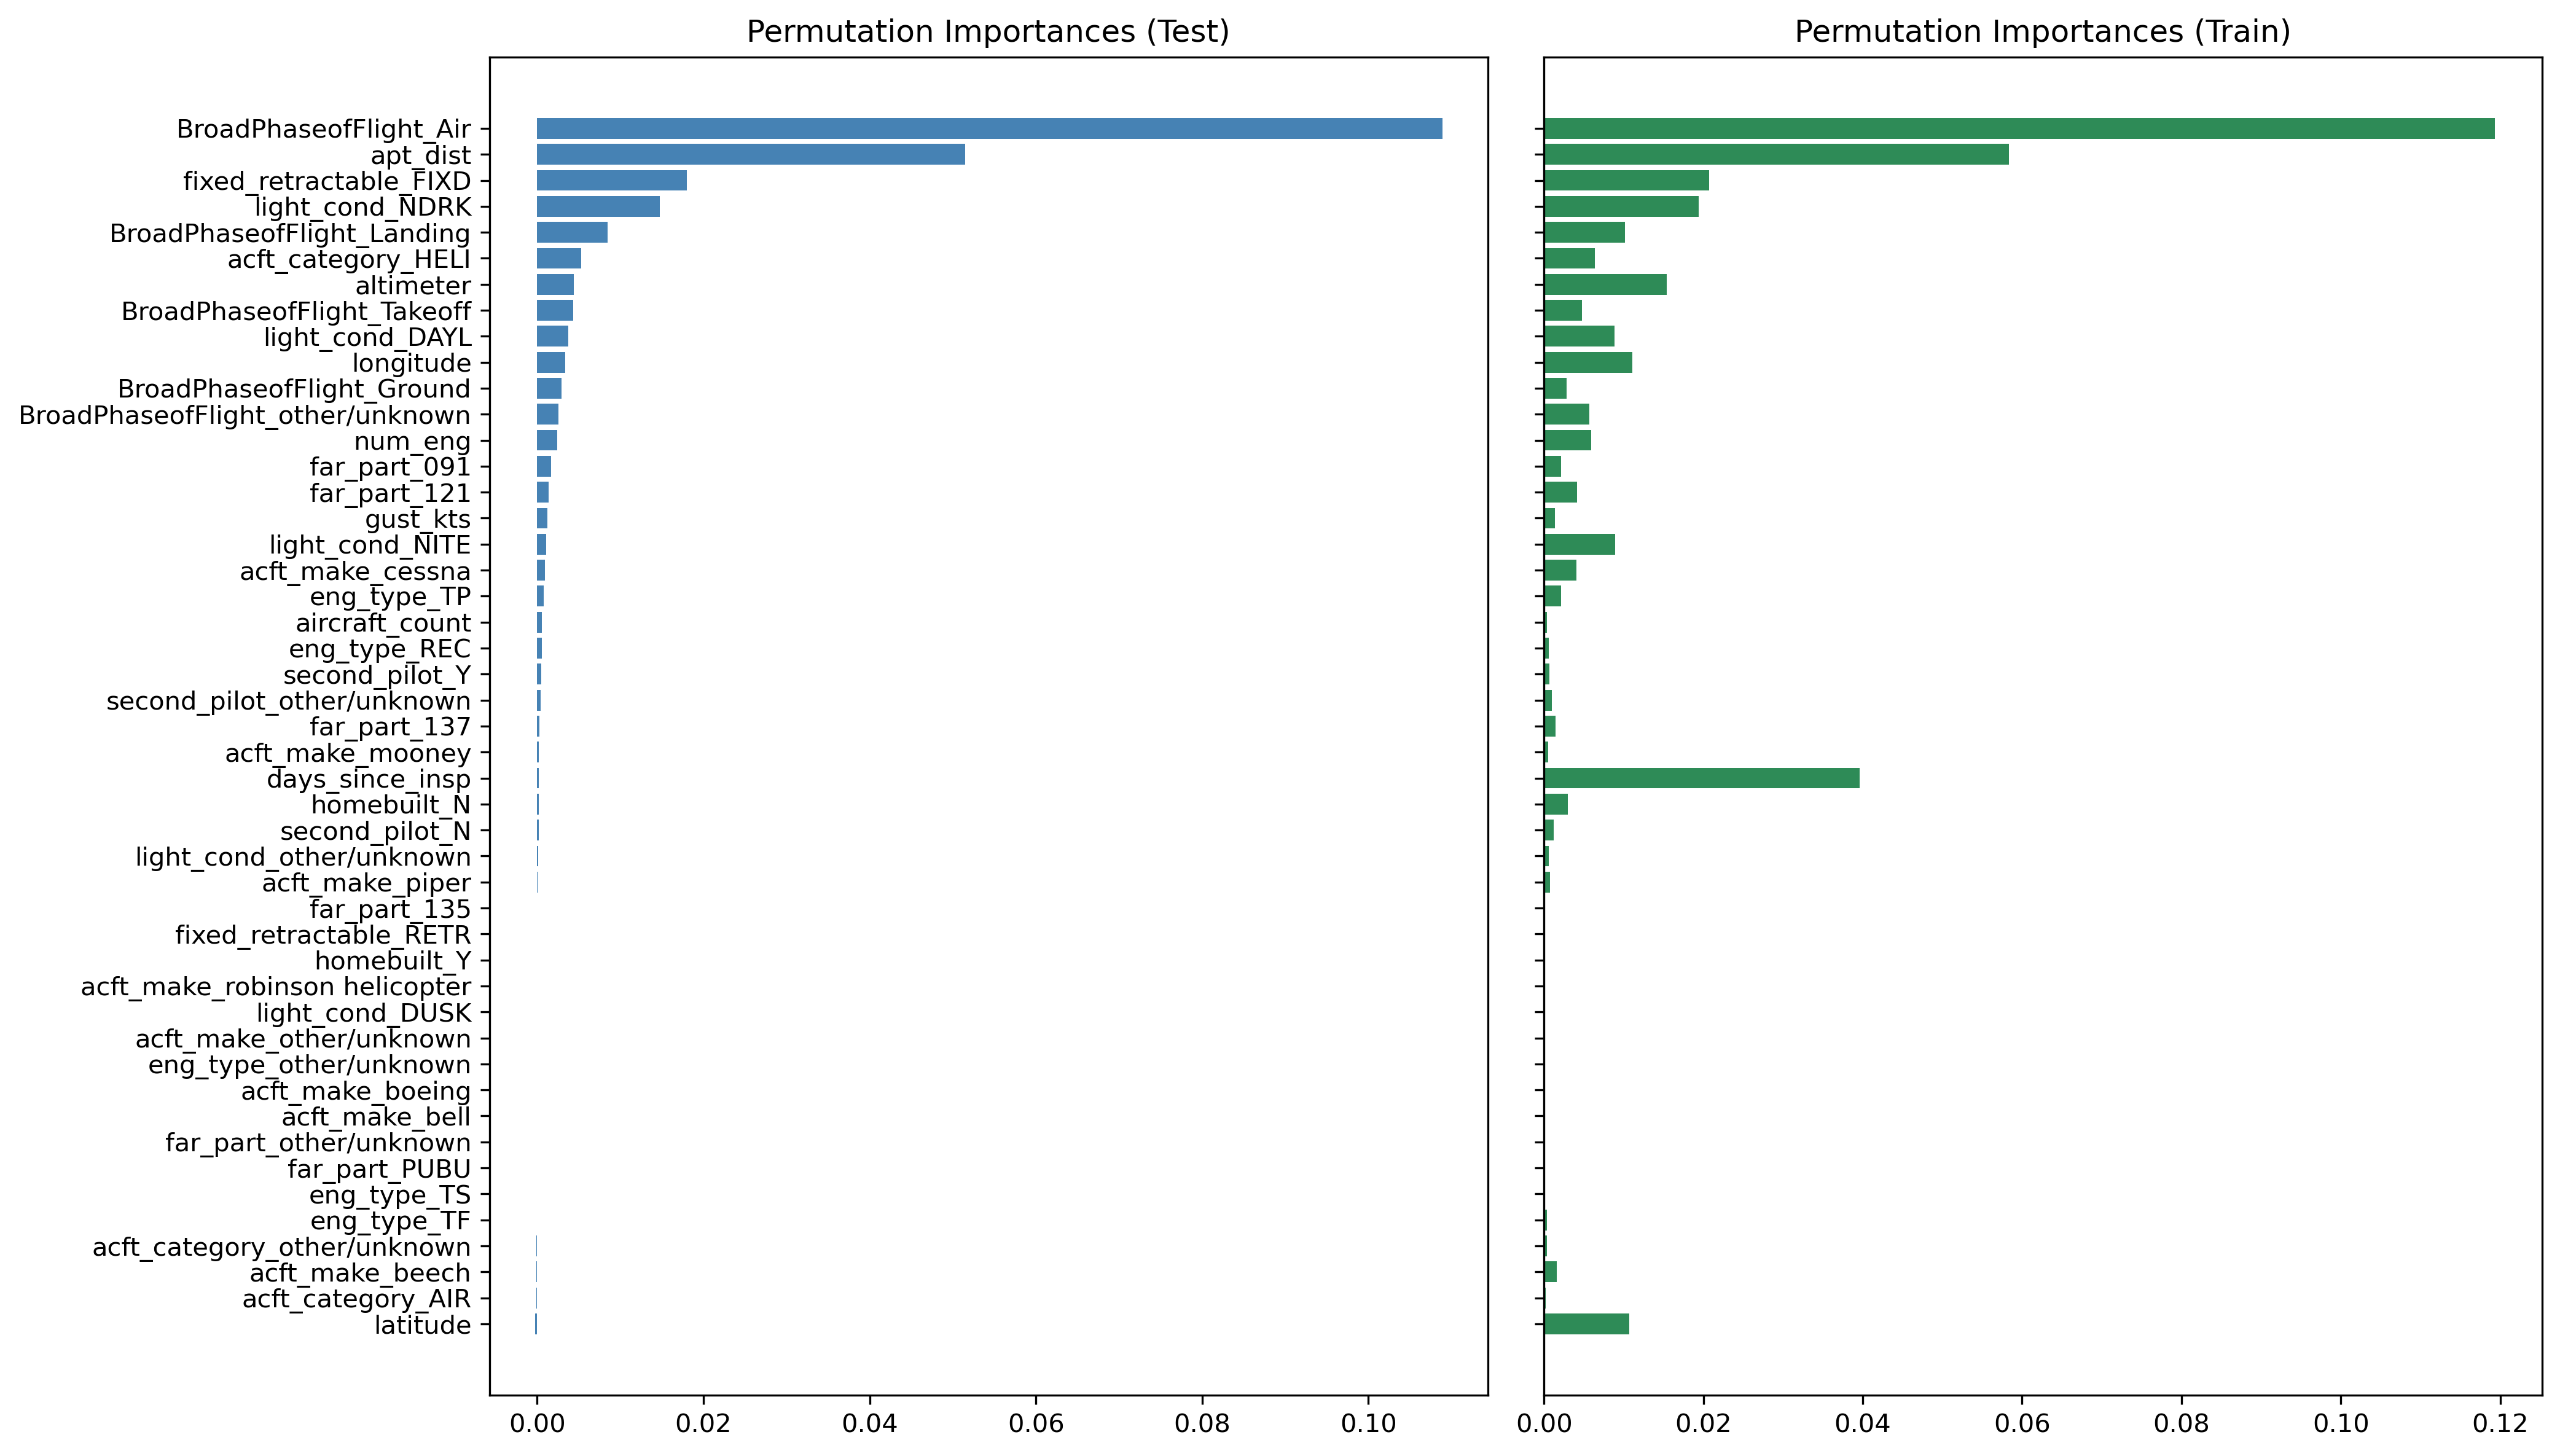 Permutation Importances (Test)
Permutation Importances (Train)
BroadPhaseofFlight_Air
apt_dist
fixed_retractable_FIXD
light_cond_NDRK
BroadPhaseofFlight_Landing
acft_category_HELI
altimeter
BroadPhaseofFlight_Takeoff
light_cond_DAYL
longitude
BroadPhaseofFlight_Ground
BroadPhaseofFlight_other/unknown
num_eng
far_part_091
far_part_121
gust_kts
light_cond_NITE
acft_make_cessna
eng_type_TP
aircraft_count
eng_type_REC
second_pilot_Y
second_pilot_other/unknown
far_part_137
acft_make_mooney
days_since_insp
homebuilt_N
second_pilot_N
light_cond_other/unknown
acft_make_piper
far_part_135
fixed_retractable_RETR
homebuilt_Y
acft_make_robinson helicopter
light_cond_DUSK
acft_make_other/unknown
eng_type_other/unknown
acft_make_boeing
acft_make_bell
far_part_other/unknown
far_part_PUBU
eng_type_TS
eng_type_TF
acft_category_other/unknown
acft_make_beech
acft_category_AIR
latitude
0.00 0.02 0.04 0.06 0.08 0.10
0.00 0.02 0.04 0.06 0.08 0.10 0.12